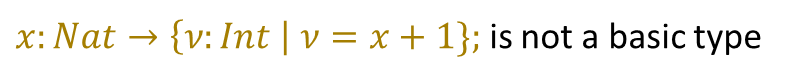 x: Nat → {ν: Int | ν = x + 1}; is not a basic type